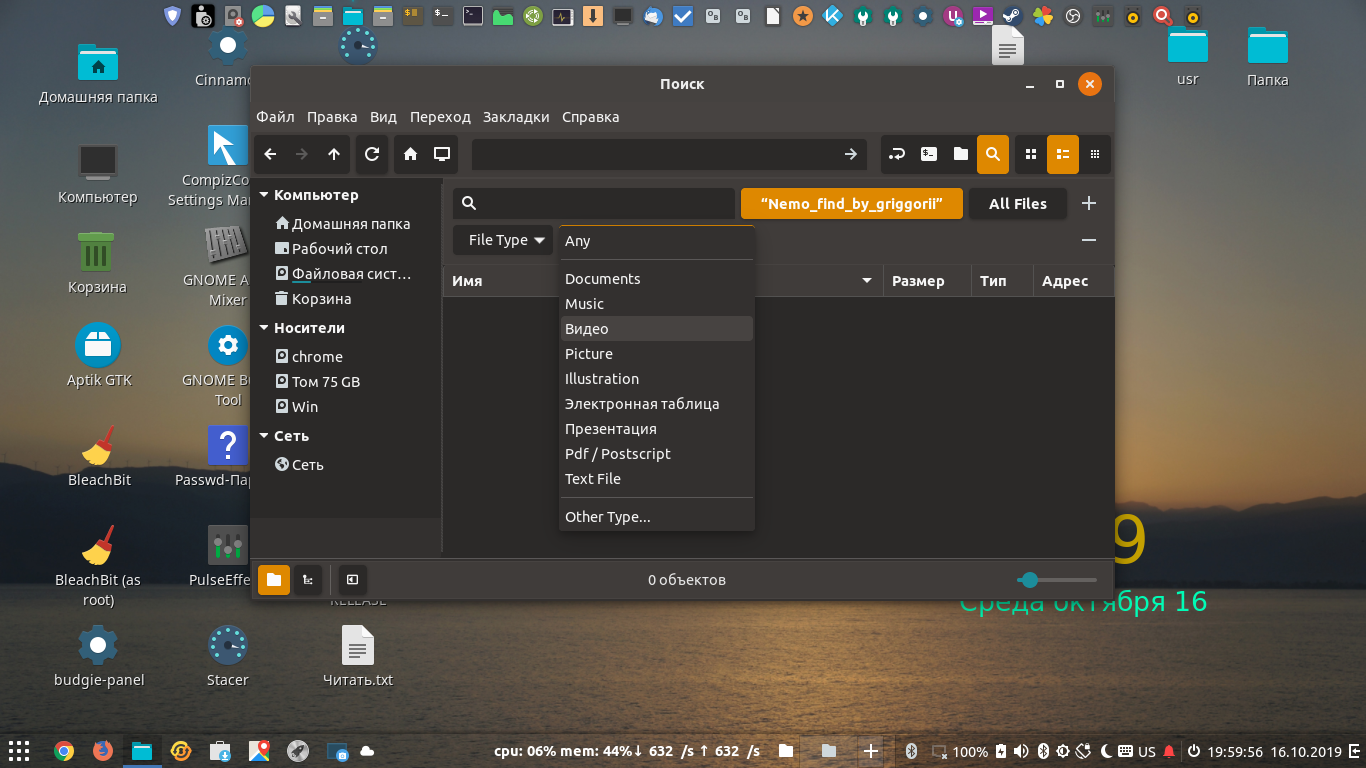 Домашняя папка
Cinnamo
usr
Папка
Поиск
Файл Правка Вид Переход Закладки Справка
Компьютер
CompizCo
Settings Ma
Корзина
GNOME A
Mixer
Aptik GTK
GNOME B
Tool
BleachBit
Passwd-Па
BleachBit (as
root)
PulseEffe
RELEASE
budgie-panel
Stacer
Читать.txt
Компьютер
Домашняя папка
Рабочий стол
Файловая сист…
Корзина
Носители
chrome
Том 75 GB
Win
Сеть
Сеть
“Nemo_find_by_griggorii”
All Files
File Type
Any
Documents
Music
Видео
Picture
Illustration
Электронная таблица
Презентация
Pdf / Postscript
Text File
Other Type...
Имя Размер Тип Адрес
0 объектов
9
Среда октября 16
cpu: 06% mem: 44%↓ 632 /s ↑ 632 /s
100%
US
19:59:56 16.10.2019